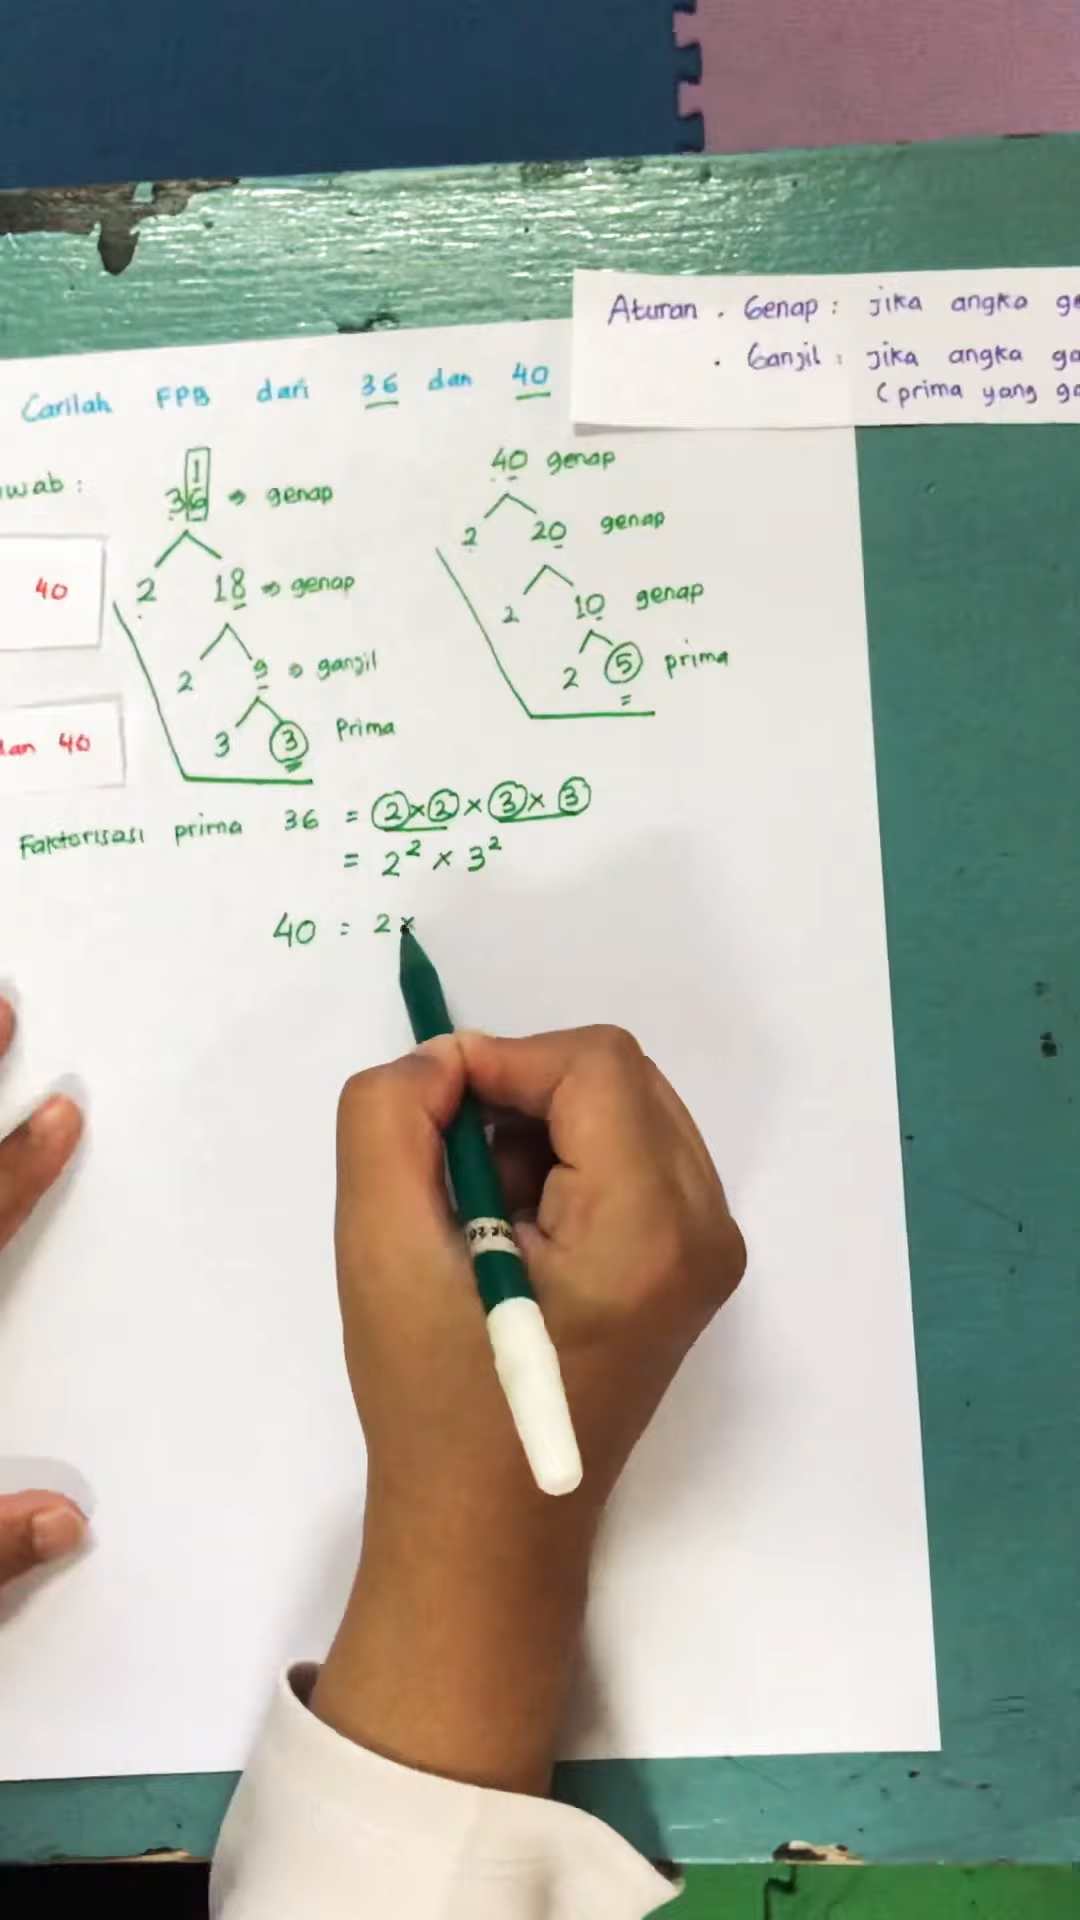 Aturan . Genap : jika angka
. Ganjil : jika angka
(prima yang
Carilah FPB dari 36 dan 40
1
36 => genap
2 18 => genap
2 9 => ganjil
3 3 Prima
40 genap
2 20 genap
2 10 genap
2 5 prima
40
dan 40
Faktorisasi prima 36 = 2 × 2 × 3 × 3
= 2² × 3²
40 = 2 ×